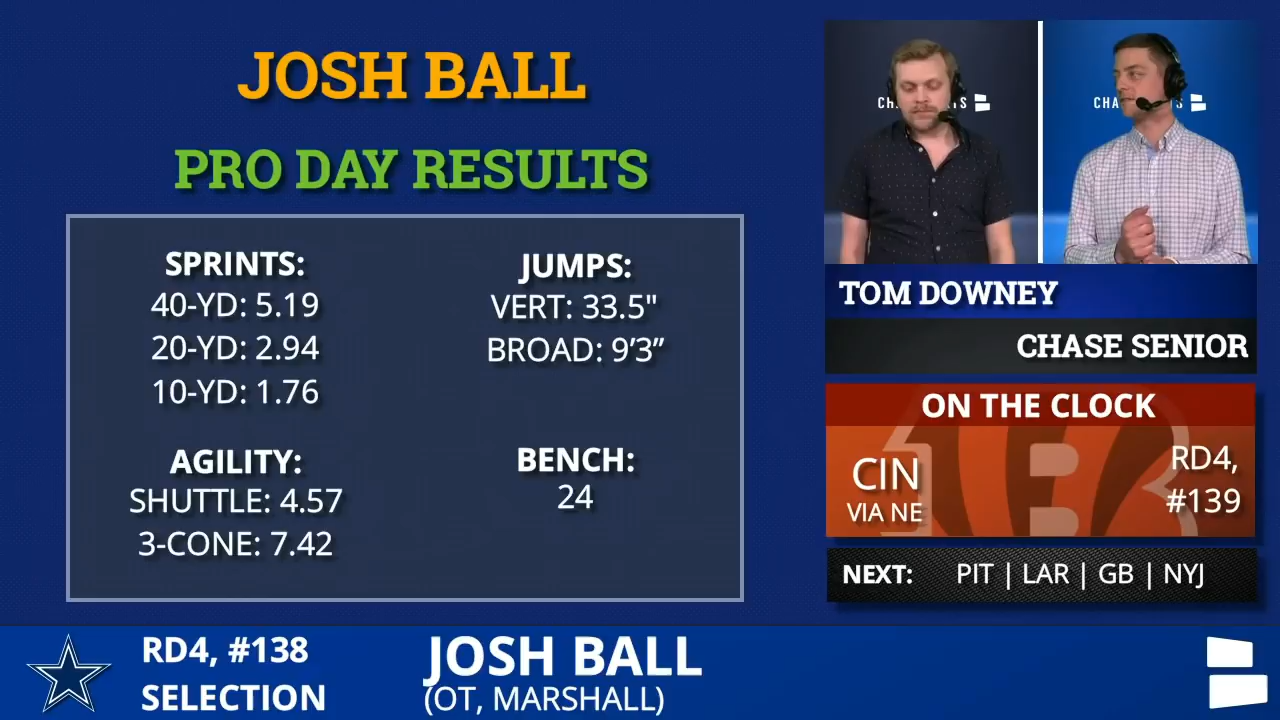 JOSH BALL
PRO DAY RESULTS
SPRINTS:
40-YD: 5.19
20-YD: 2.94
10-YD: 1.76
JUMPS:
VERT: 33.5"
BROAD: 9'3”
AGILITY:
SHUTTLE: 4.57
3-CONE: 7.42
BENCH:
24
TOM DOWNEY
CHASE SENIOR
ON THE CLOCK
CIN
VIA NE
RD4,
#139
NEXT: PIT | LAR | GB | NYJ
RD4, #138
SELECTION
JOSH BALL
(OT, MARSHALL)